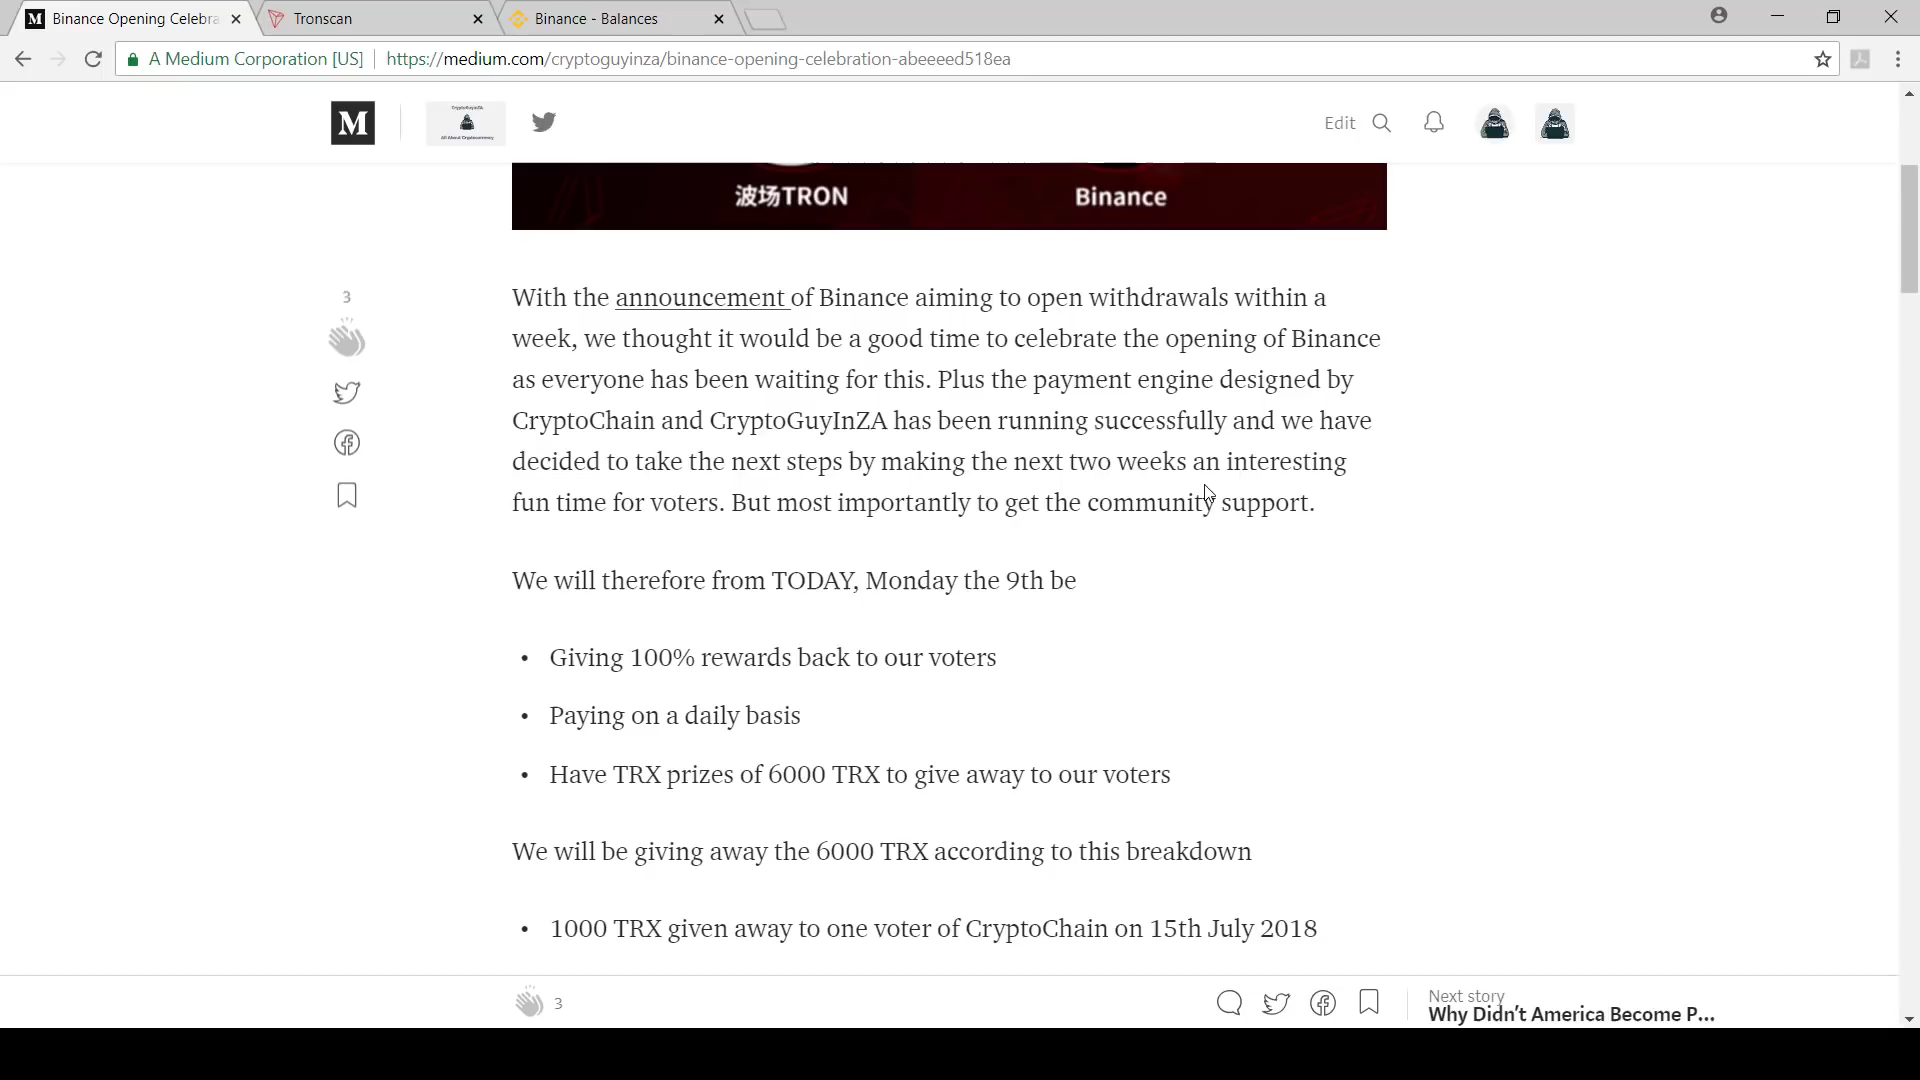 Binance Opening Celebra
Tronscan
Binance - Balances
A Medium Corporation [US]
https://medium.com/cryptoguyinza/binance-opening-celebration-abeeeed518ea
M
CryptoGuyInZA
All About Cryptocurrency
Edit
波场TRON
Binance
3
With the announcement of Binance aiming to open withdrawals within a
week, we thought it would be a good time to celebrate the opening of Binance
as everyone has been waiting for this. Plus the payment engine designed by
CryptoChain and CryptoGuyInZA has been running successfully and we have
decided to take the next steps by making the next two weeks an interesting
fun time for voters. But most importantly to get the community support.
We will therefore from TODAY, Monday the 9th be
• Giving 100% rewards back to our voters
• Paying on a daily basis
• Have TRX prizes of 6000 TRX to give away to our voters
We will be giving away the 6000 TRX according to this breakdown
• 1000 TRX given away to one voter of CryptoChain on 15th July 2018
3
Next story
Why Didn't America Become P...